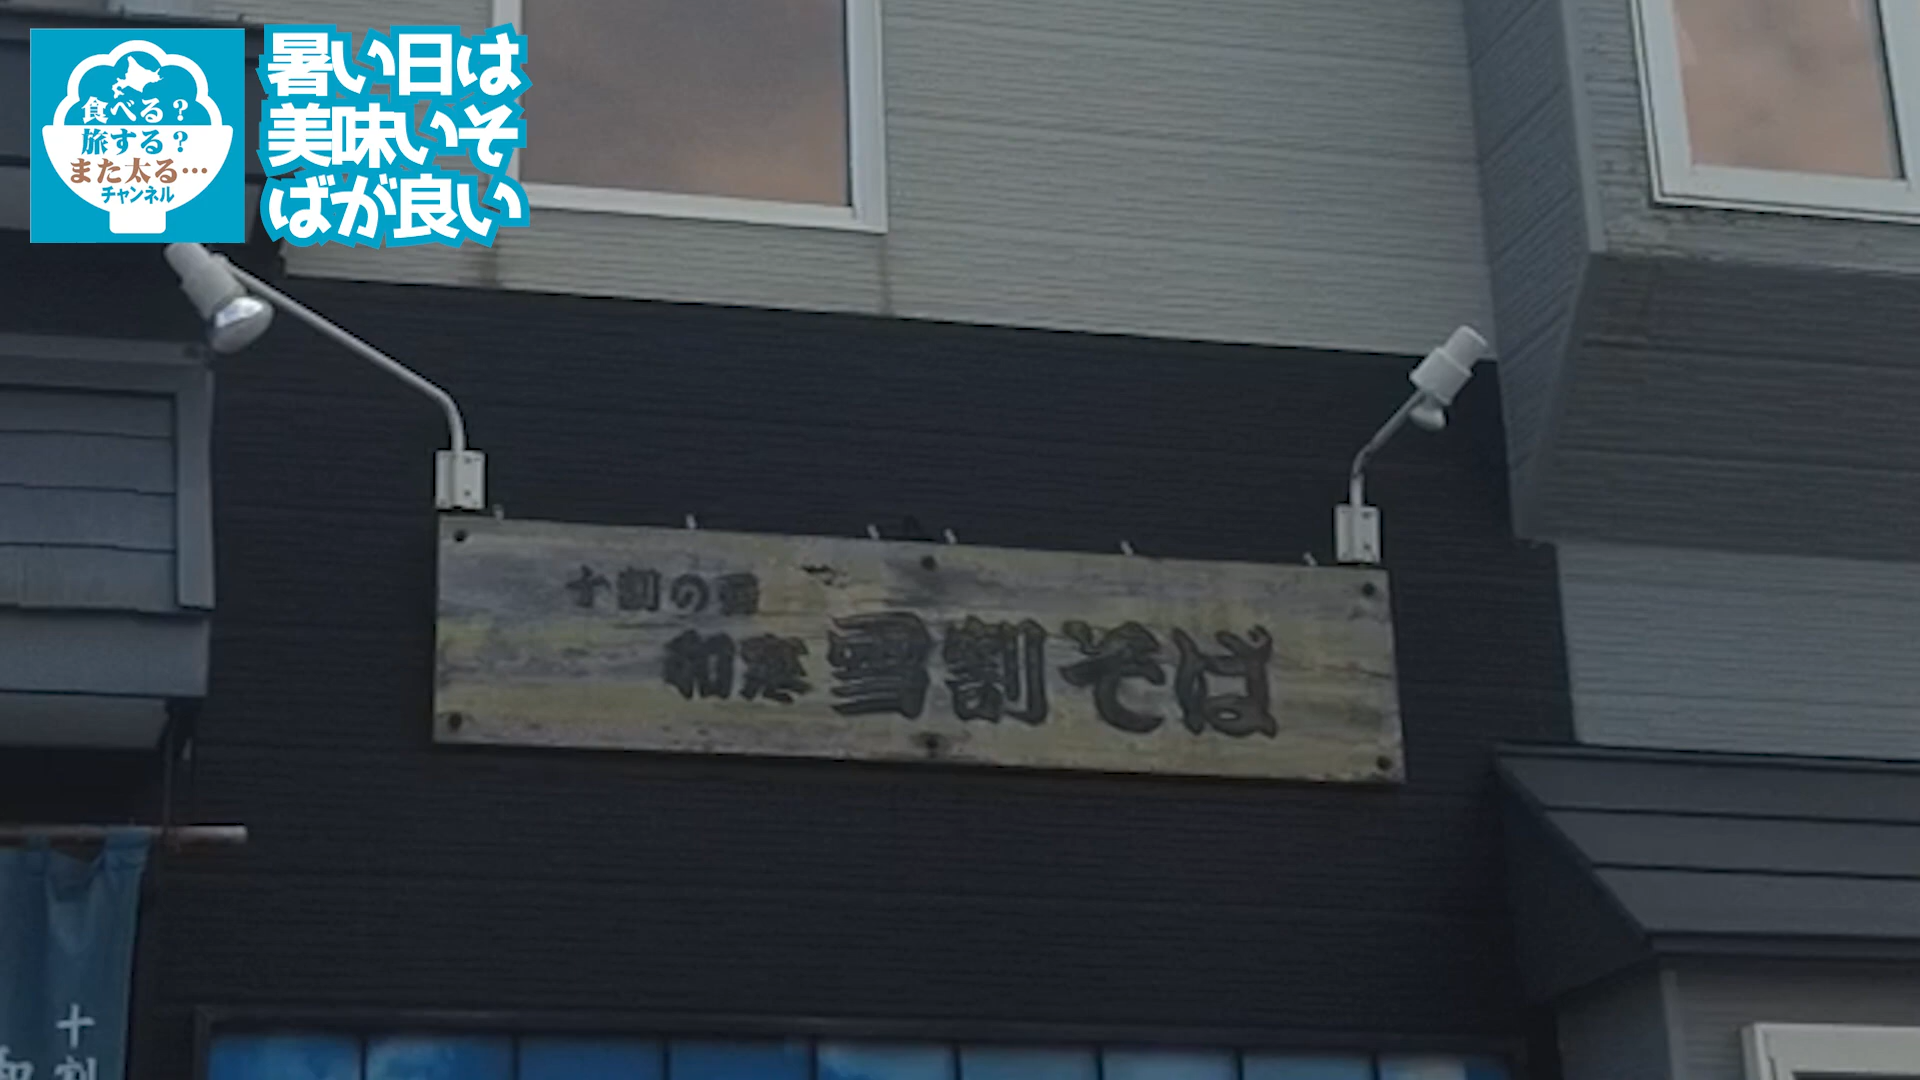 食べる?
旅する?
また太る…
チャンネル
暑い日は
美味いそ
ばが良い
十割の
和寒 雪割そば
十割